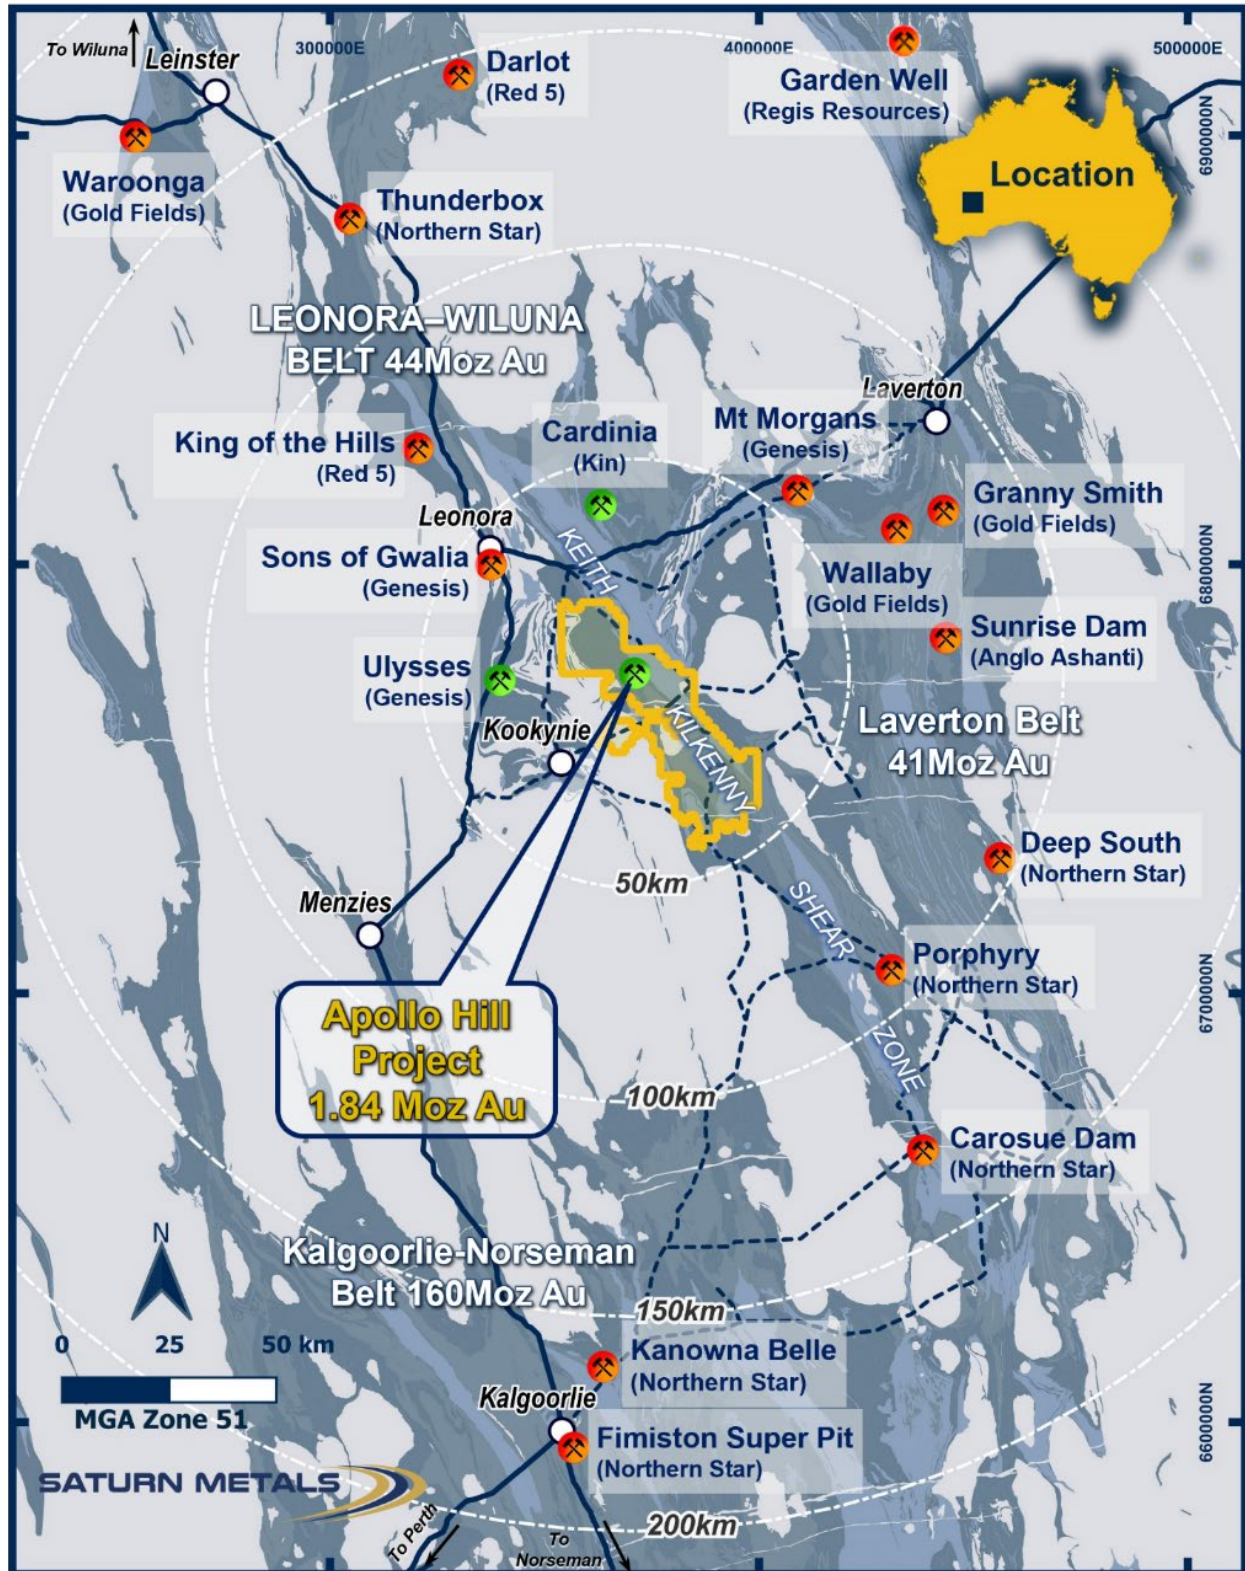 To Wiluna
Leinster
300000E
400000E
500000E
Darlot
(Red 5)
Garden Well
(Regis Resources)
6900000N
Location
Waroonga
(Gold Fields)
Thunderbox
(Northern Star)
LEONORA–WILUNA
BELT 44Moz Au
Laverton
Mt Morgans
(Genesis)
King of the Hills
(Red 5)
Cardinia
(Kin)
Granny Smith
(Gold Fields)
Leonora
KEITH
Sons of Gwalia
(Genesis)
Wallaby
(Gold Fields)
6800000N
Sunrise Dam
(Anglo Ashanti)
Ulysses
(Genesis)
Kookynie
KILKENNY
Laverton Belt
41Moz Au
Deep South
(Northern Star)
50km
Menzies
SHEAR
Porphyry
(Northern Star)
6700000N
Apollo Hill
Project
1.84 Moz Au
ZONE
100km
Carosue Dam
(Northern Star)
N
Kalgoorlie-Norseman
Belt 160Moz Au
150km
0 25 50 km
MGA Zone 51
Kanowna Belle
(Northern Star)
Kalgoorlie
Fimiston Super Pit
(Northern Star)
6600000N
SATURN METALS
To Perth
To
Norseman
200km